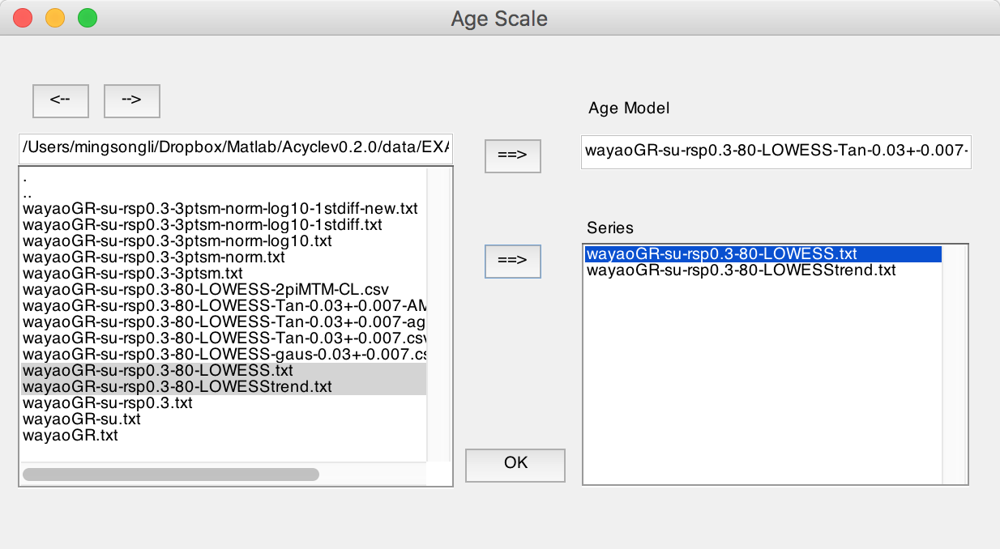 Age Scale
<--
-->
/Users/mingsongli/Dropbox/Matlab/Acyclev0.2.0/data/EXA
.
..
wayaoGR-su-rsp0.3-3ptsm-norm-log10-1stdiff-new.txt
wayaoGR-su-rsp0.3-3ptsm-norm-log10-1stdiff.txt
wayaoGR-su-rsp0.3-3ptsm-norm-log10.txt
wayaoGR-su-rsp0.3-3ptsm-norm.txt
wayaoGR-su-rsp0.3-3ptsm.txt
wayaoGR-su-rsp0.3-80-LOWESS-2piMTM-CL.csv
wayaoGR-su-rsp0.3-80-LOWESS-Tan-0.03+-0.007-AM
wayaoGR-su-rsp0.3-80-LOWESS-Tan-0.03+-0.007-ag
wayaoGR-su-rsp0.3-80-LOWESS-Tan-0.03+-0.007.csv
wayaoGR-su-rsp0.3-80-LOWESS-gaus-0.03+-0.007.cs
wayaoGR-su-rsp0.3-80-LOWESS.txt
wayaoGR-su-rsp0.3-80-LOWESStrend.txt
wayaoGR-su-rsp0.3.txt
wayaoGR-su.txt
wayaoGR.txt
==>
==>
OK
Age Model
wayaoGR-su-rsp0.3-80-LOWESS-Tan-0.03+-0.007-
Series
wayaoGR-su-rsp0.3-80-LOWESS.txt
wayaoGR-su-rsp0.3-80-LOWESStrend.txt